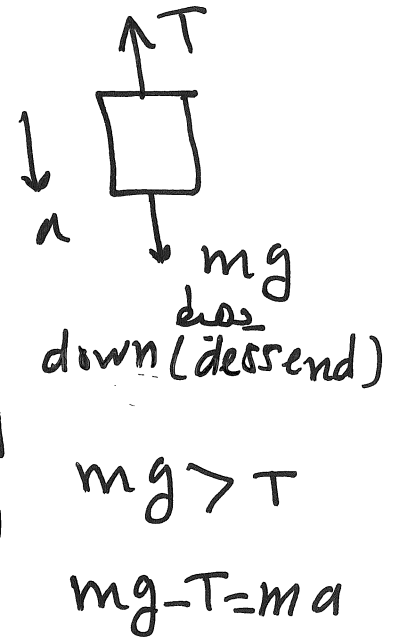 T
a
mg
down (dessend)
mg > T
mg - T = ma